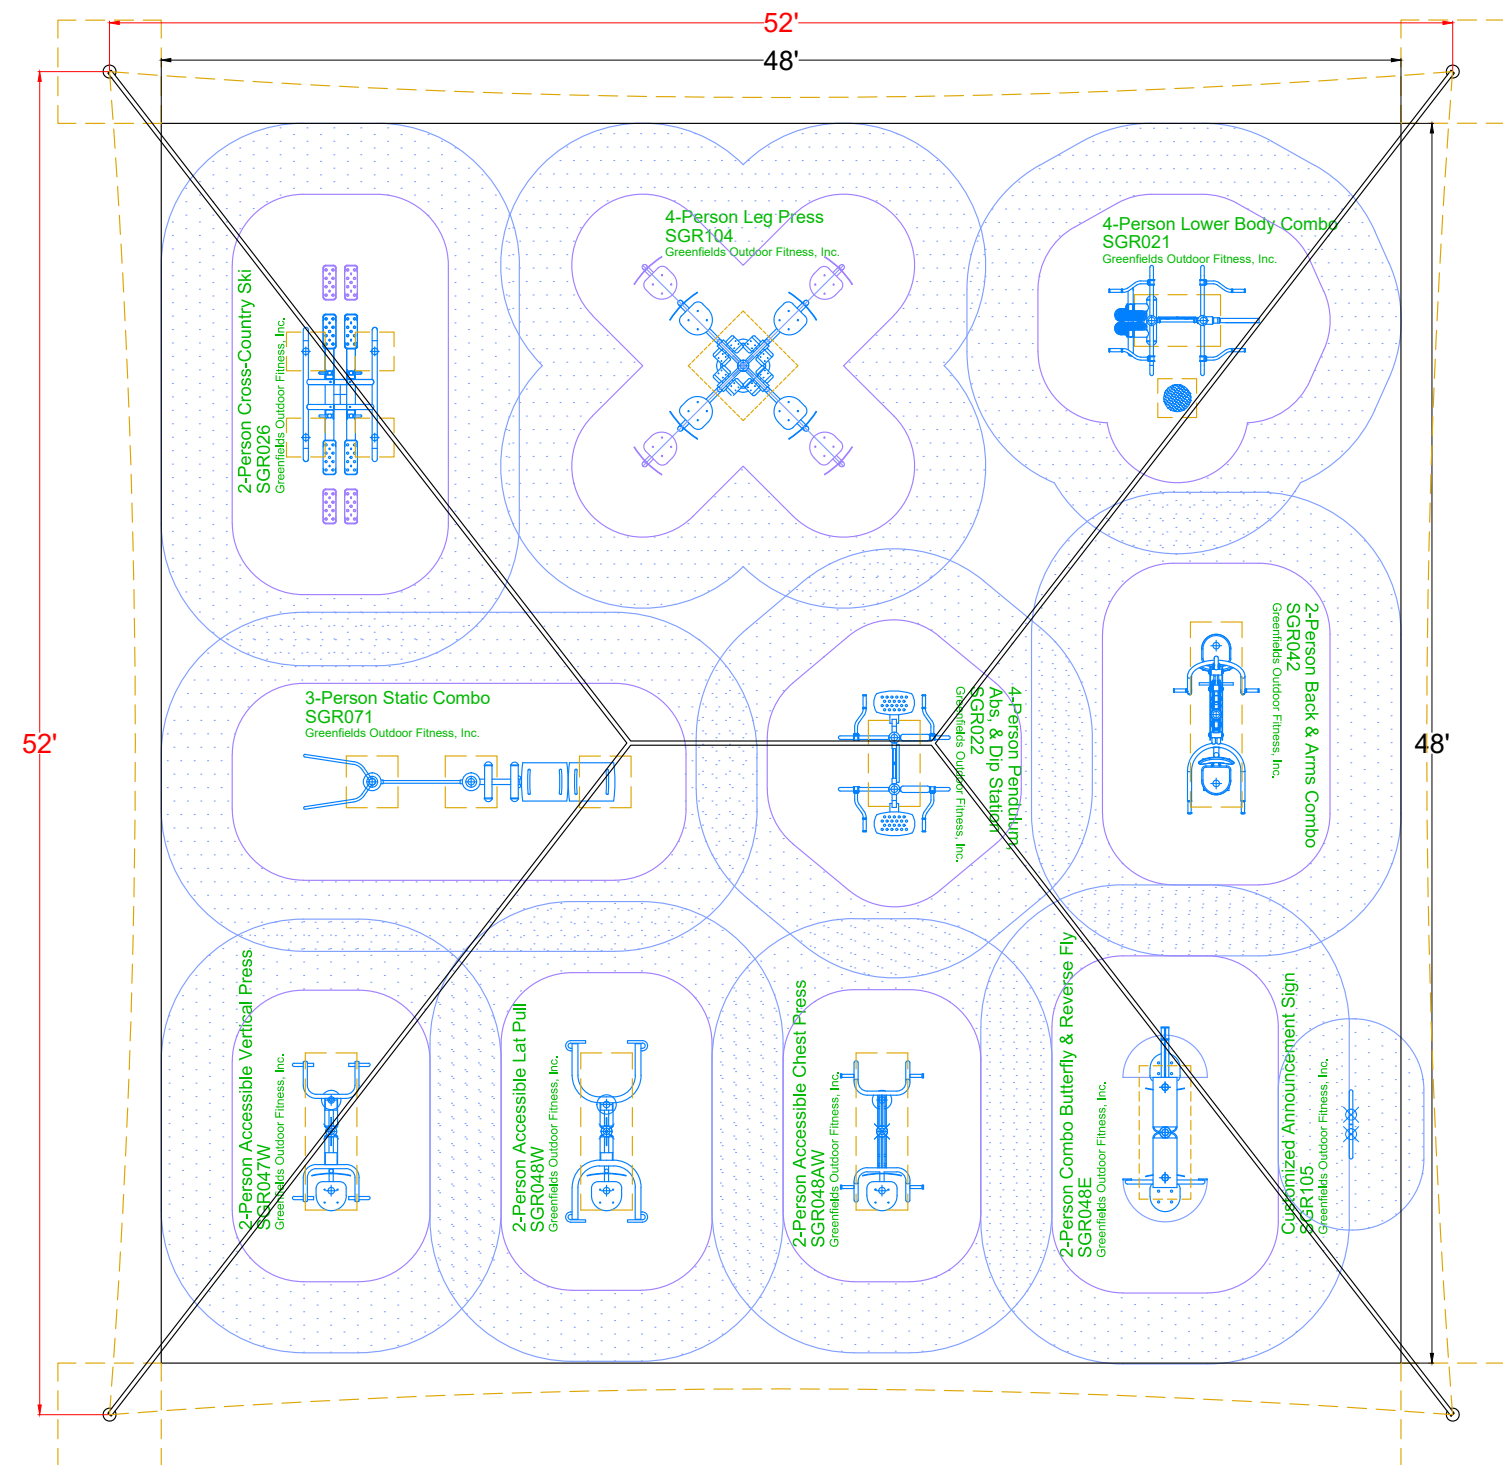 52'
48'
4-Person Leg Press
SGR104
Greenfields Outdoor Fitness, Inc.
4-Person Lower Body Combo
SGR021
Greenfields Outdoor Fitness, Inc.
2-Person Cross-Country Ski
SGR026
Greenfields Outdoor Fitness, Inc.
2-Person Back & Arms Combo
SGR042
Greenfields Outdoor Fitness, Inc.
3-Person Static Combo
SGR071
Greenfields Outdoor Fitness, Inc.
4-Person Pendulum,
Abs, & Dip Station
SGR022
Greenfields Outdoor Fitness, Inc.
52'
48'
2-Person Accessible Vertical Press
SGR047W
Greenfields Outdoor Fitness, Inc.
2-Person Accessible Lat Pull
SGR048W
Greenfields Outdoor Fitness, Inc.
2-Person Accessible Chest Press
SGR048AW
Greenfields Outdoor Fitness, Inc.
2-Person Combo Butterfly & Reverse Fly
SGR048E
Greenfields Outdoor Fitness, Inc.
Customized Announcement Sign
SGR105
Greenfields Outdoor Fitness, Inc.